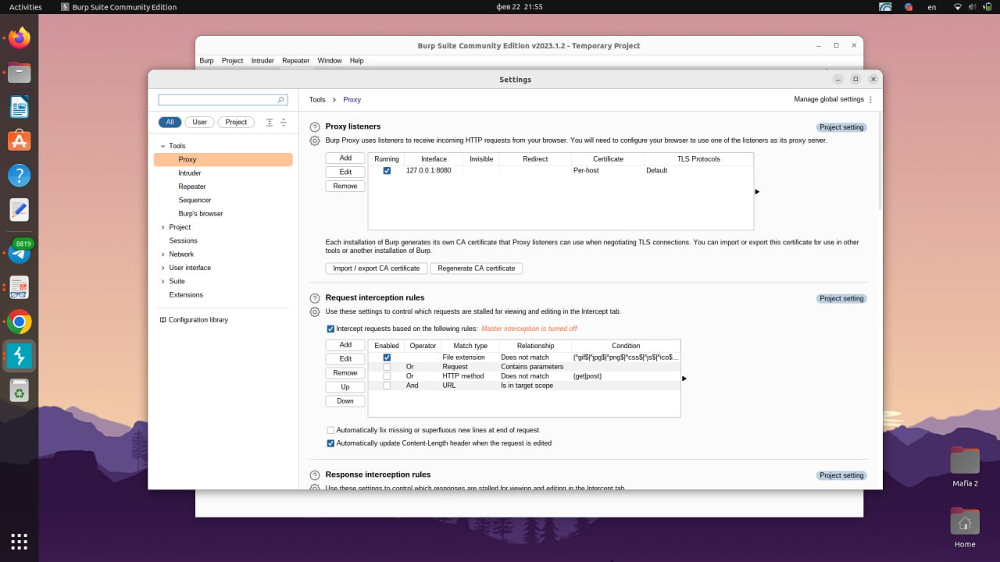 Activities
Burp Suite Community Edition
фев 22 21:55
en
Burp Suite Community Edition v2023.1.2 - Temporary Project
Burp Project Intruder Repeater Window Help
Settings
Tools > Proxy
Manage global settings
All User Project
Tools
Proxy
Intruder
Repeater
Sequencer
Burp's browser
Project
Sessions
Network
User interface
Suite
Extensions
Configuration library
Proxy listeners
Project setting
Burp Proxy uses listeners to receive incoming HTTP requests from your browser. You will need to configure your browser to use one of the listeners as its proxy server.
Add
Edit
Remove
Running Interface Invisible Redirect Certificate TLS Protocols
127.0.0.1:8080 Per-host Default
Each installation of Burp generates its own CA certificate that Proxy listeners can use when negotiating TLS connections. You can import or export this certificate for use in other
tools or another installation of Burp.
Import / export CA certificate Regenerate CA certificate
Request interception rules
Project setting
Use these settings to control which requests are stalled for viewing and editing in the Intercept tab.
Intercept requests based on the following rules: Master interception is turned off
Add
Edit
Remove
Up
Down
Enabled Operator Match type Relationship Condition
File extension Does not match (^gif$|^jpg$|^png$|^css$|^js$|^ico$...
Or Request Contains parameters
Or HTTP method Does not match (get|post)
And URL Is in target scope
Automatically fix missing or superfluous new lines at end of request
Automatically update Content-Length header when the request is edited
Response interception rules
Project setting
Use these settings to control which responses are stalled for viewing and editing in the Intercept tab.
8819
Mafia 2
Home